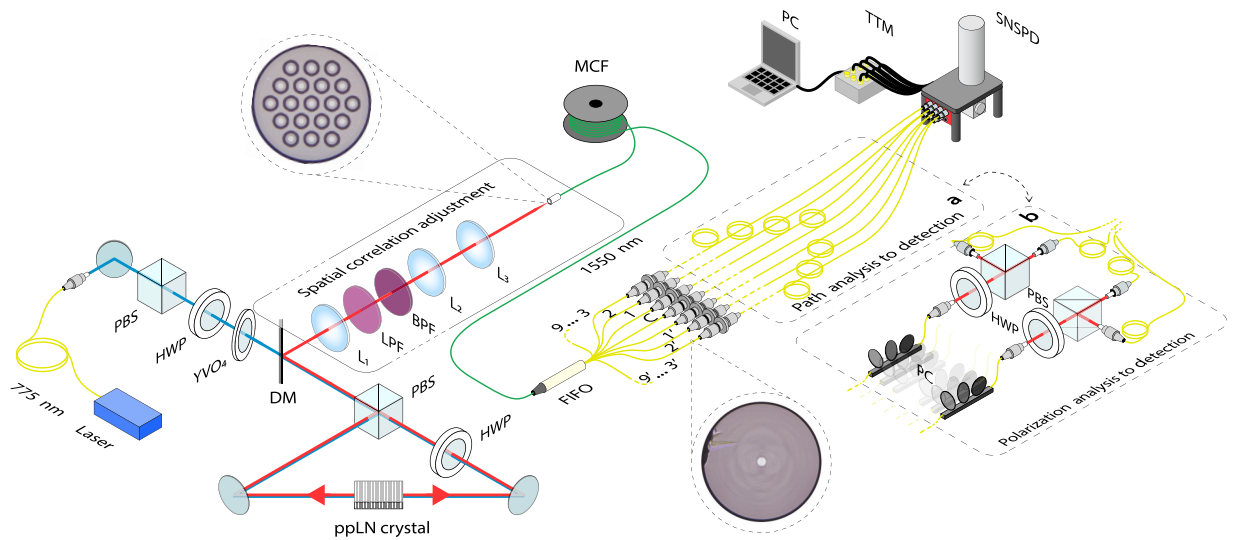 PC
TTM
SNSPD
MCF
Spatial correlation adjustment
L₃
L₂
BPF
LPF
L₁
1550 nm
a
Path analysis to detection
b
PBS
HWP
PC
Polarization analysis to detection
9 ... 3
2
1
C
1'
2'
9' ... 3'
FIFO
PBS
HWP
YVO₄
DM
775 nm
Laser
PBS
HWP
ppLN crystal